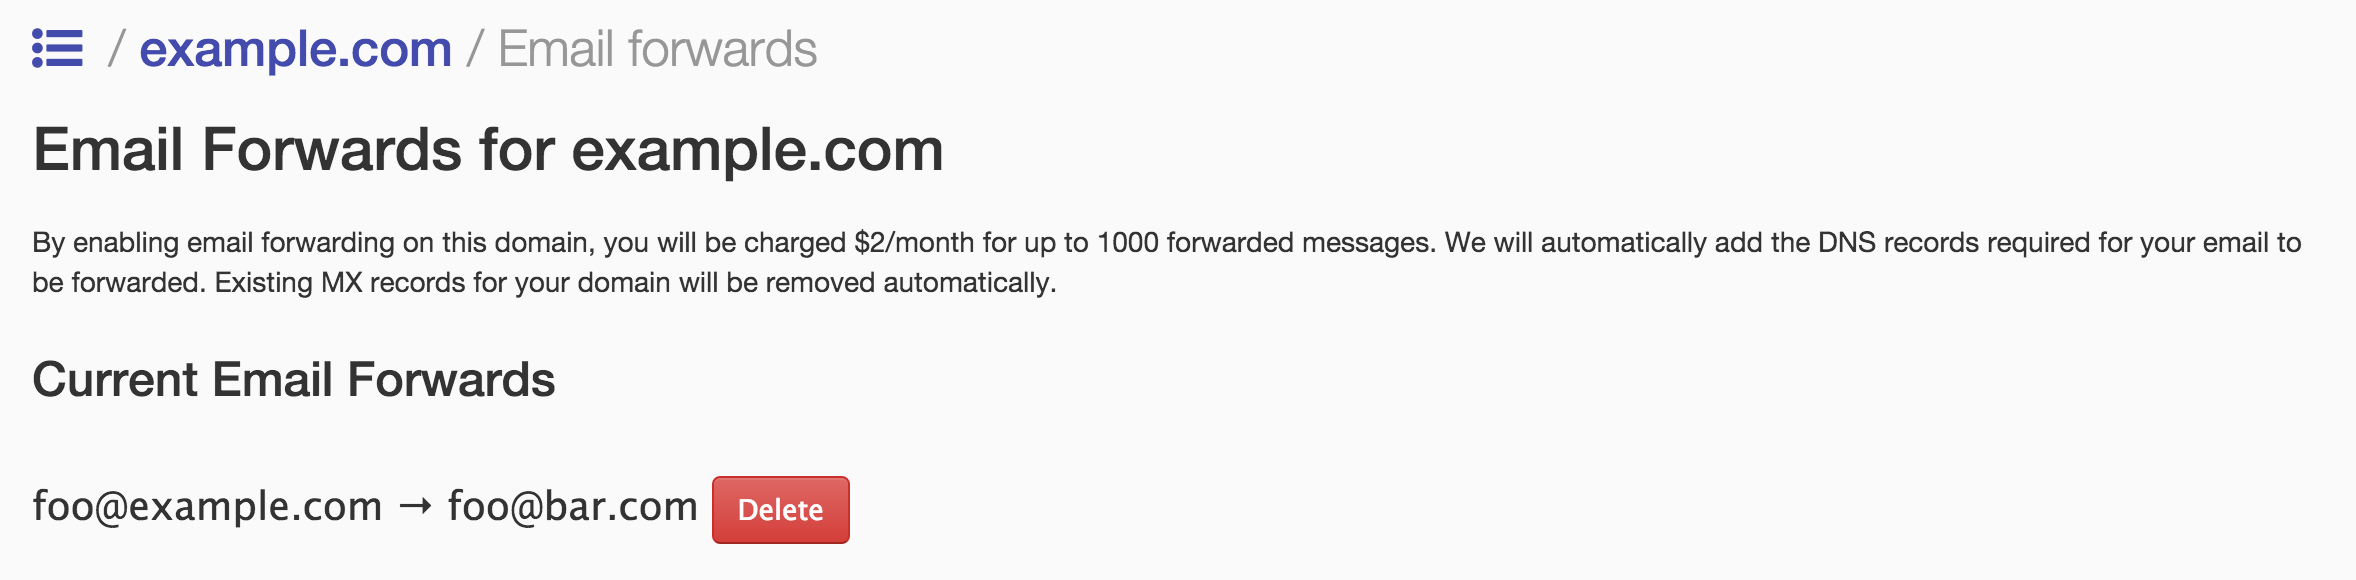 / example.com / Email forwards
Email Forwards for example.com
By enabling email forwarding on this domain, you will be charged $2/month for up to 1000 forwarded messages. We will automatically add the DNS records required for your email to
be forwarded. Existing MX records for your domain will be removed automatically.
Current Email Forwards
foo@example.com → foo@bar.com Delete